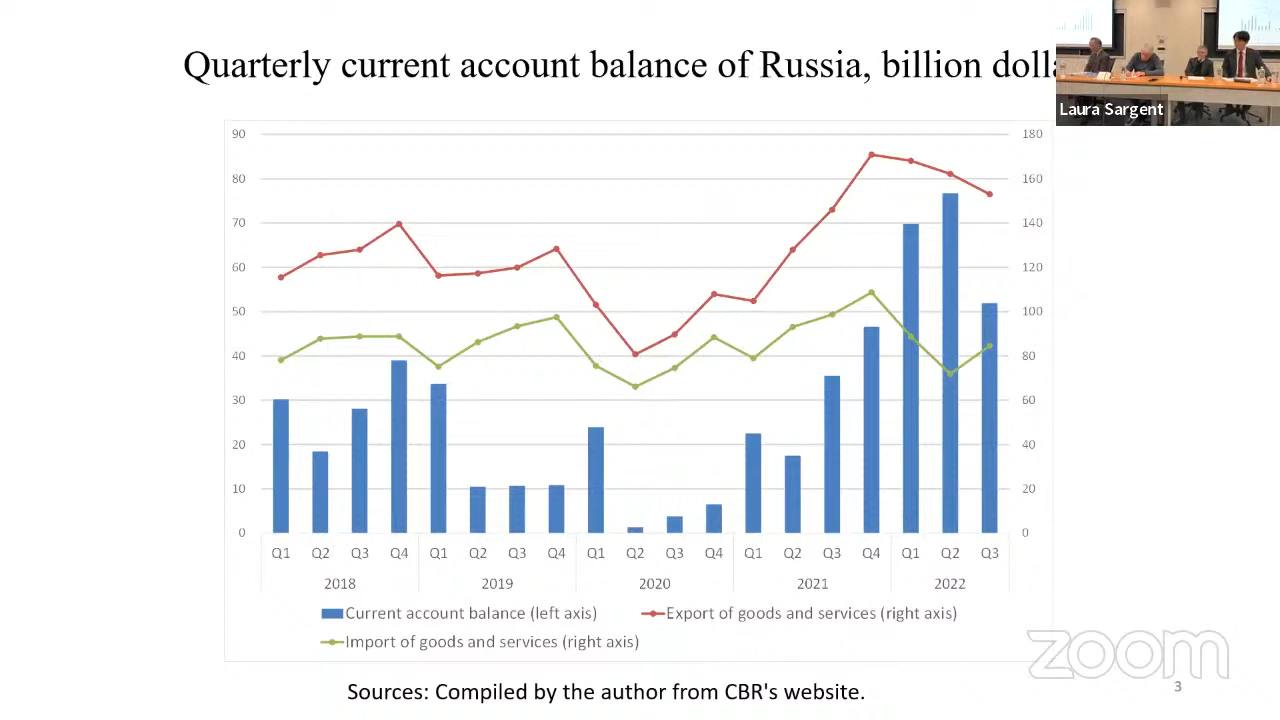 Quarterly current account balance of Russia, billion
Laura Sargent
90 180
80 160
70 140
60 120
50 100
40 80
30 60
20 40
10 20
0 0
Q1 Q2 Q3 Q4 Q1 Q2 Q3 Q4 Q1 Q2 Q3 Q4 Q1 Q2 Q3 Q4 Q1 Q2 Q3
2018 2019 2020 2021 2022
Current account balance (left axis) Export of goods and services (right axis)
Import of goods and services (right axis)
zoom
3
Sources: Compiled by the author from CBR's website.